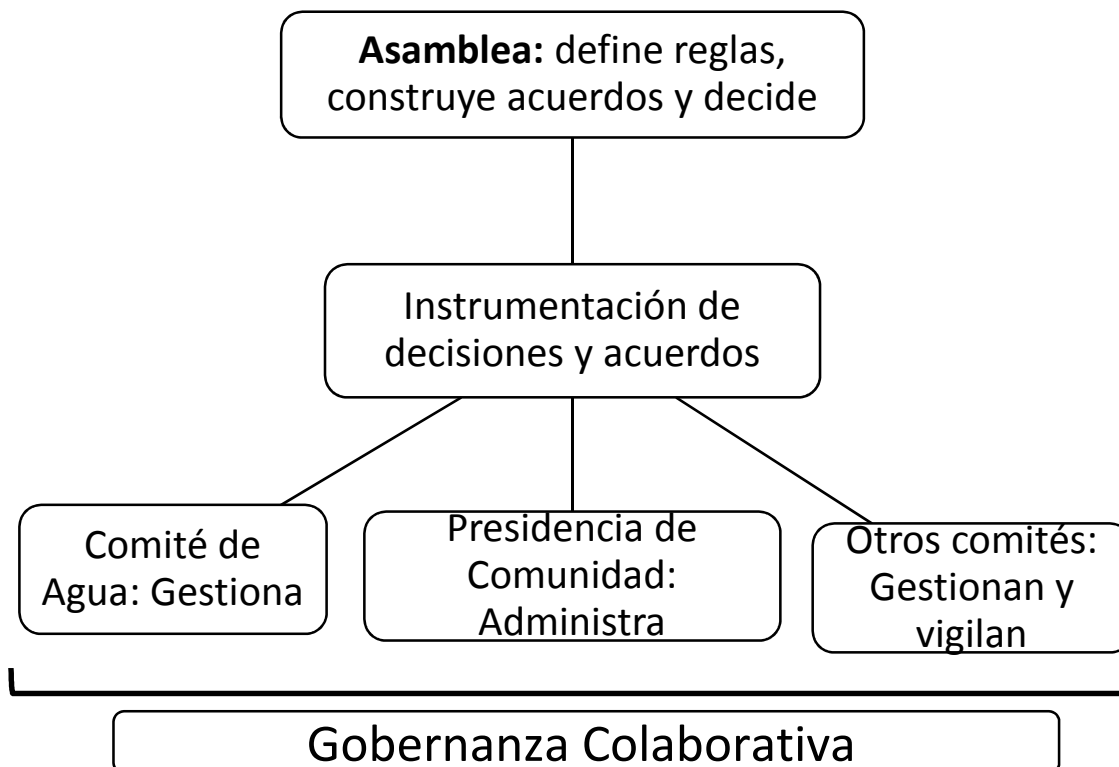 Asamblea: define reglas,
construye acuerdos y decide
Instrumentación de
decisiones y acuerdos
Comité de
Agua: Gestiona
Presidencia de
Comunidad:
Administra
Otros comités:
Gestionan y
vigilan
Gobernanza Colaborativa